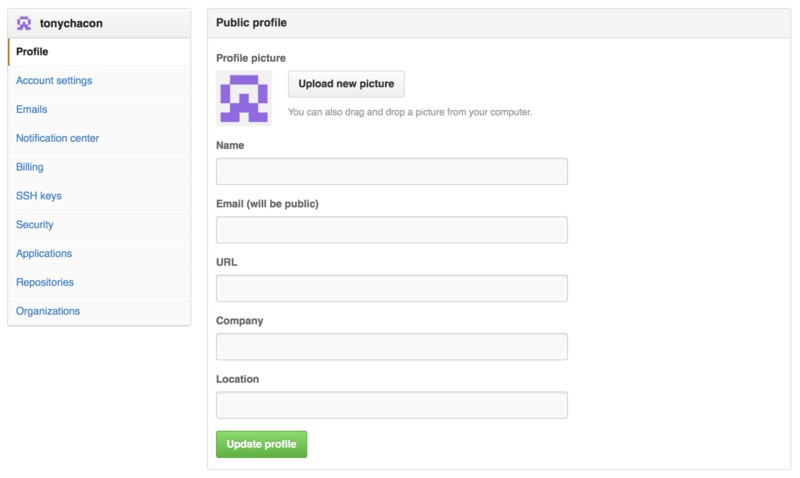 tonychacon
Profile
Account settings
Emails
Notification center
Billing
SSH keys
Security
Applications
Repositories
Organizations
Public profile
Profile picture
Upload new picture
You can also drag and drop a picture from your computer.
Name
Email (will be public)
URL
Company
Location
Update profile